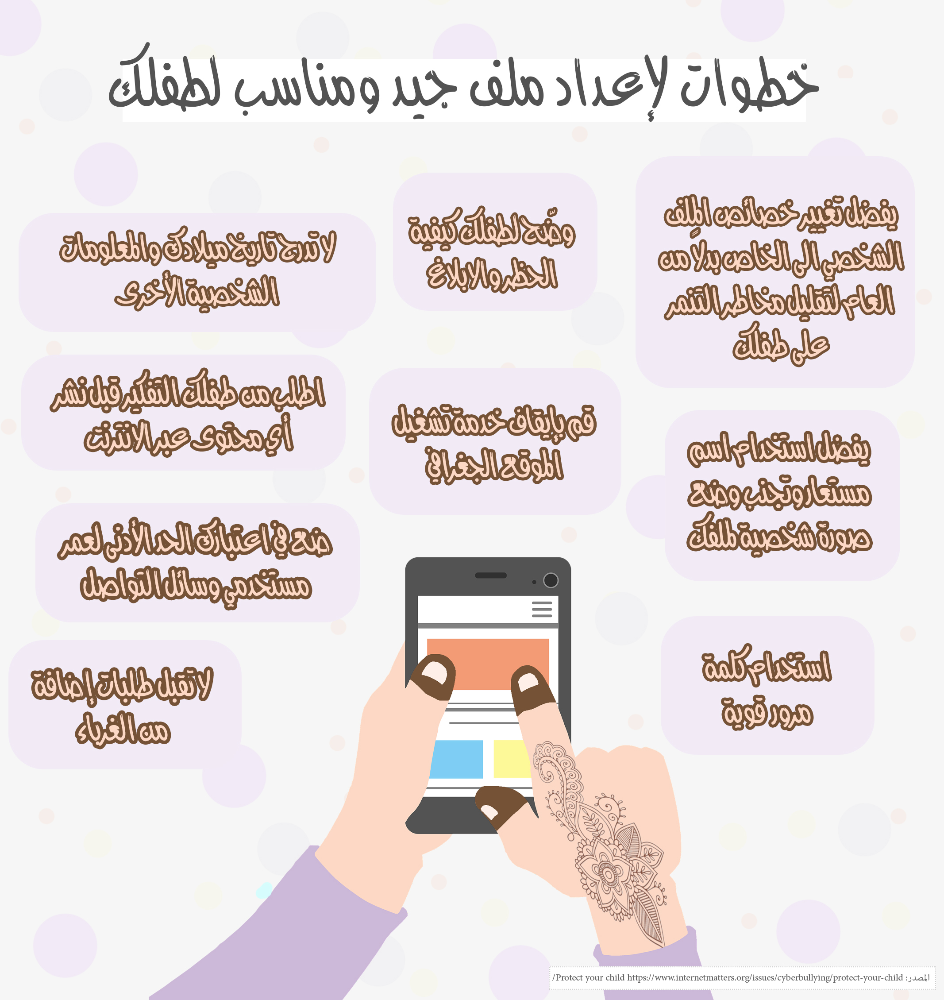 خطوات لإعداد ملف جيد ومناسب لطفلك
يفضل تغيير خصائص الملف
الشخصي الى الخاص بدلاً من
العام لتقليل مخاطر التنمر
على طفلك
يفضل استخدام اسم
مستعار وتجنب وضع
صورة شخصية لملفك
استخدام كلمة
مرور قوية
وضّح لطفلك كيفية
الحظر والابلاغ
قم بإيقاف خدمة تشغيل
الموقع الجغرافي
لا تدرج تاريخ ميلادك والمعلومات
الشخصية الأخرى
اطلب من طفلك التفكير قبل نشر
أي محتوى عبر الانترنت
ضع في اعتبارك الحد الأدنى لعمر
مستخدمي وسائل التواصل
لا تقبل طلبات إضافة
من الغرباء
المصدر: Protect your child https://www.internetmatters.org/issues/cyberbullying/protect-your-child/